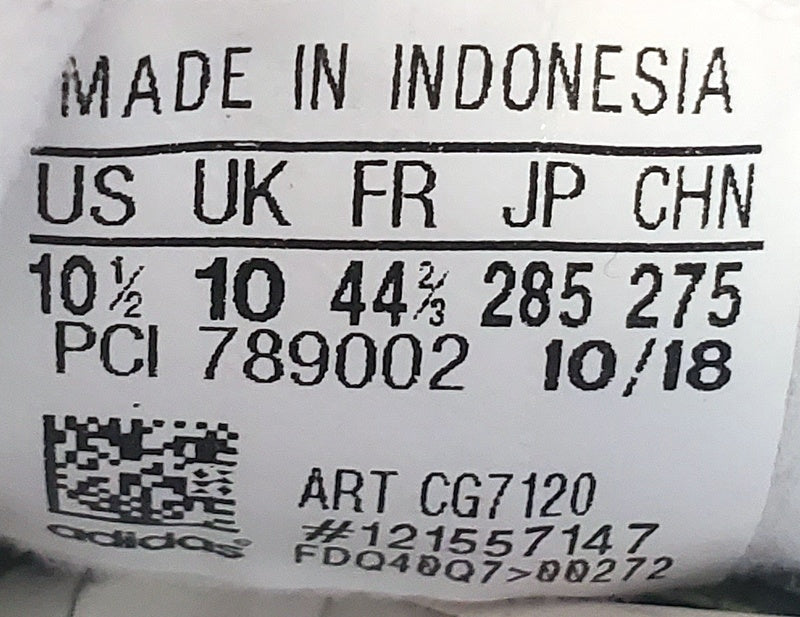 MADE IN INDONESIA
US UK FR JP CHN
10½ 10 44⅔ 285 275
PCI 789002 10/18
ART CG7120
#121557147
adidas
FDQ40Q7>00272